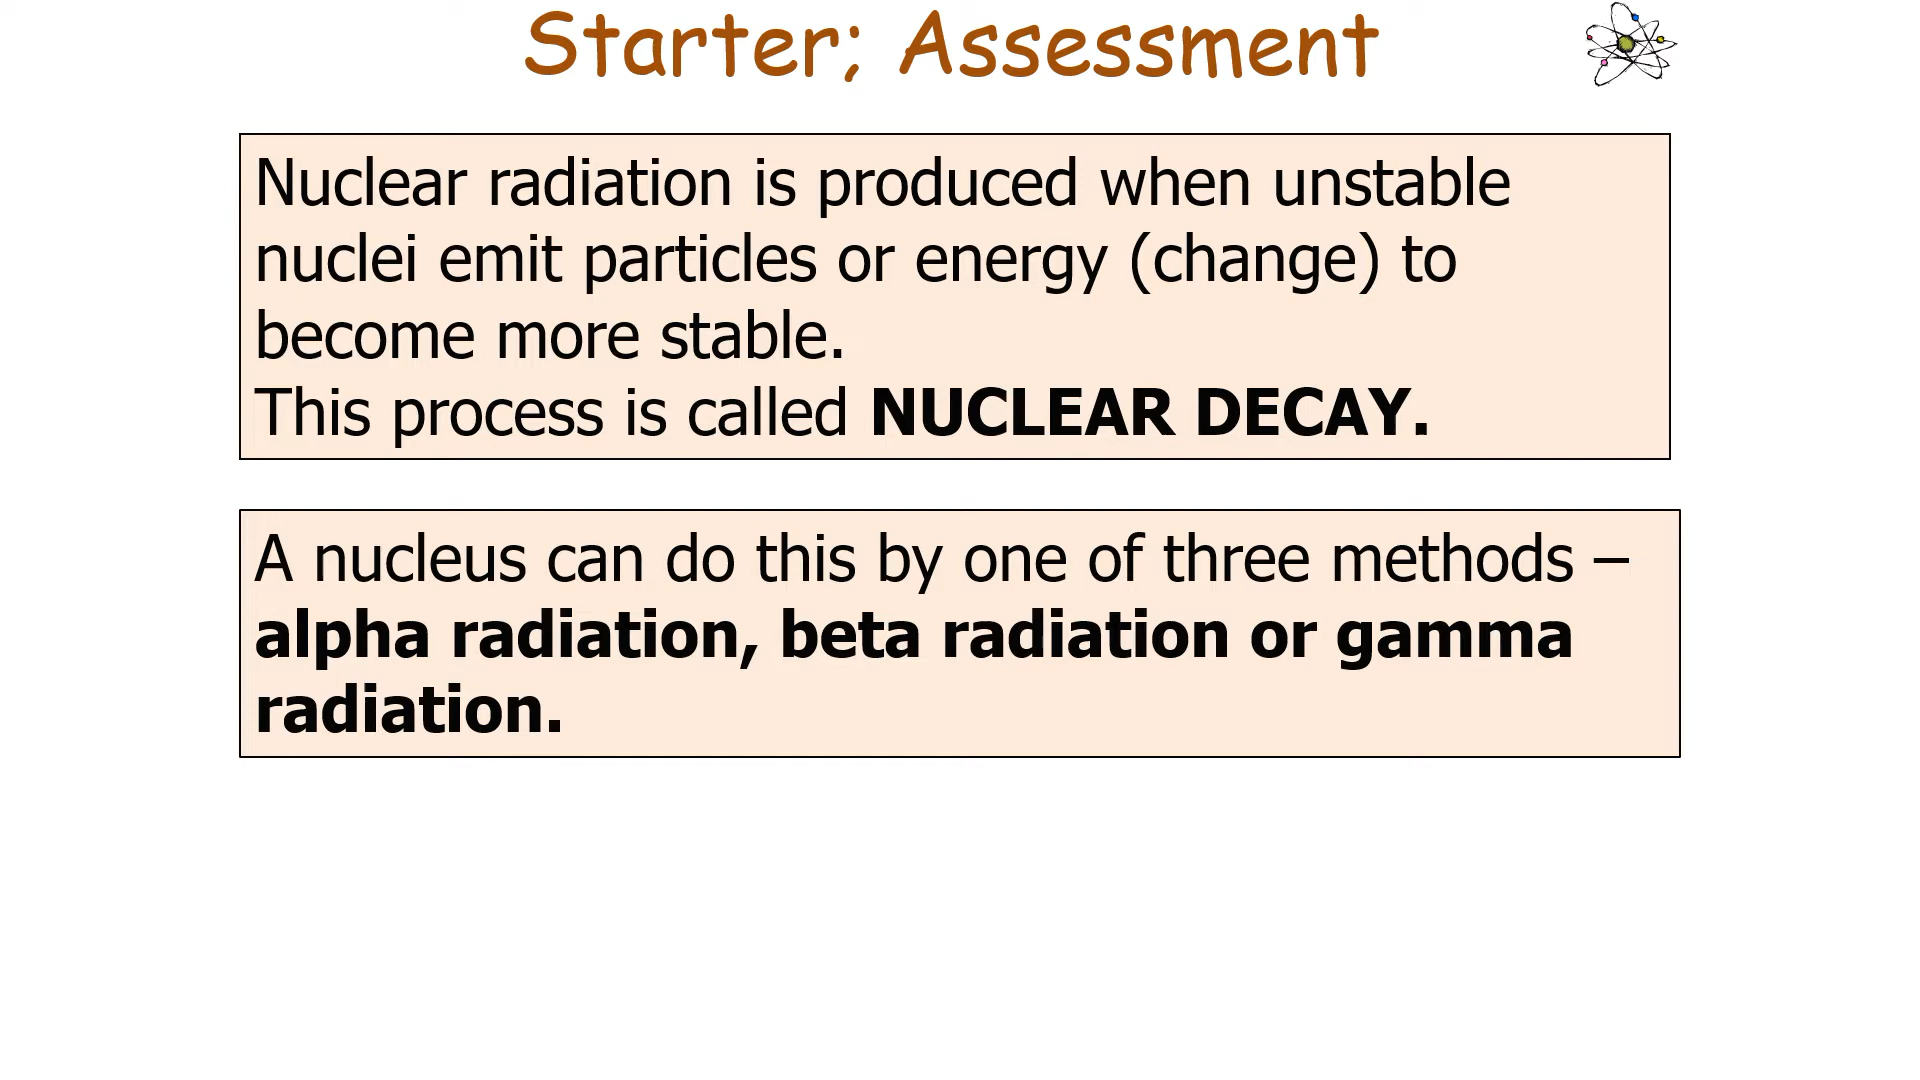 Starter; Assessment
Nuclear radiation is produced when unstable
nuclei emit particles or energy (change) to
become more stable.
This process is called NUCLEAR DECAY.
A nucleus can do this by one of three methods –
alpha radiation, beta radiation or gamma
radiation.